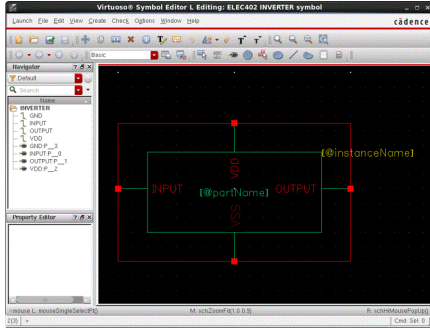 Virtuoso® Symbol Editor L Editing: ELEC402 INVERTER symbol
Launch File Edit View Create Check Options Window Help
cādence
Basic
Navigator
Default
Search
Name
INVERTER
GND
INPUT
OUTPUT
VDD
GND:P__3
INPUT:P__0
OUTPUT:P__1
VDD:P__2
Property Editor
VDD
[@instanceName]
INPUT
[@partName]
OUTPUT
VSS
mouse L: mouseSingleSelectPt()
M: schZoomFit(1.0 0.9)
R: schHiMousePopUp()
2(3)
Cmd: Sel: 0